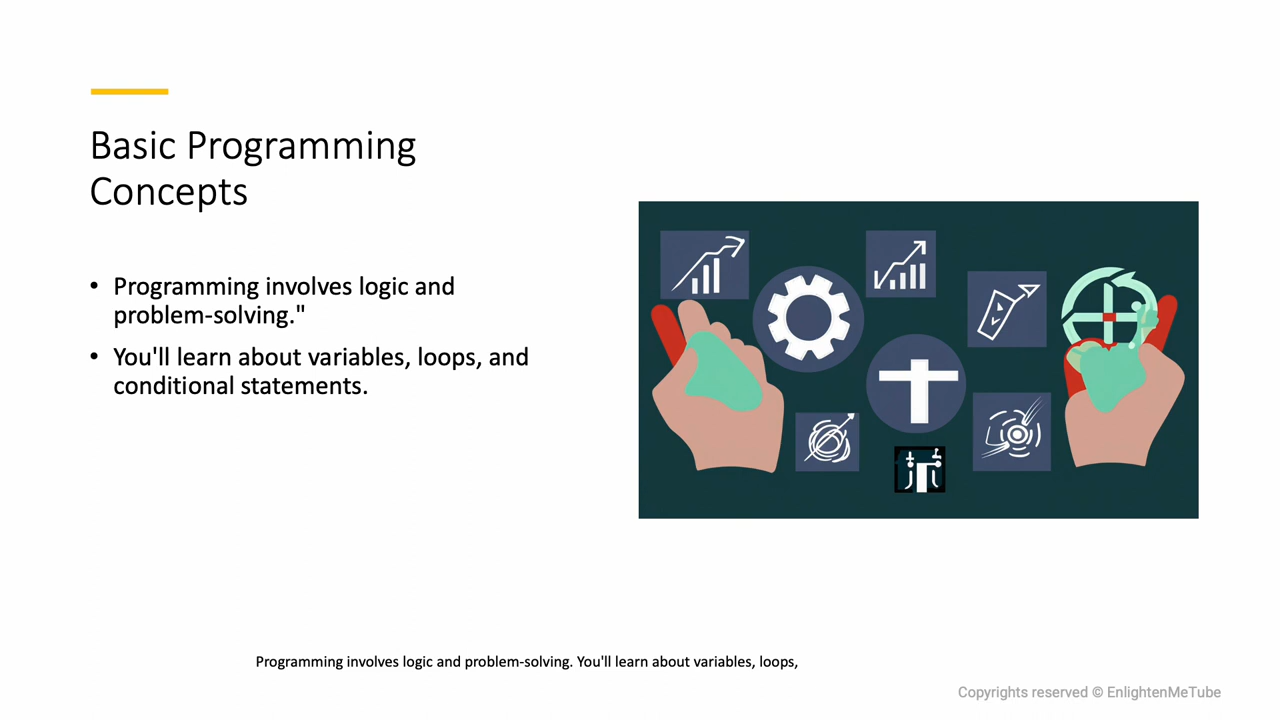 Basic Programming
Concepts
• Programming involves logic and
problem-solving."
• You'll learn about variables, loops, and
conditional statements.
Programming involves logic and problem-solving. You'll learn about variables, loops,
Copyrights reserved © EnlightenMeTube